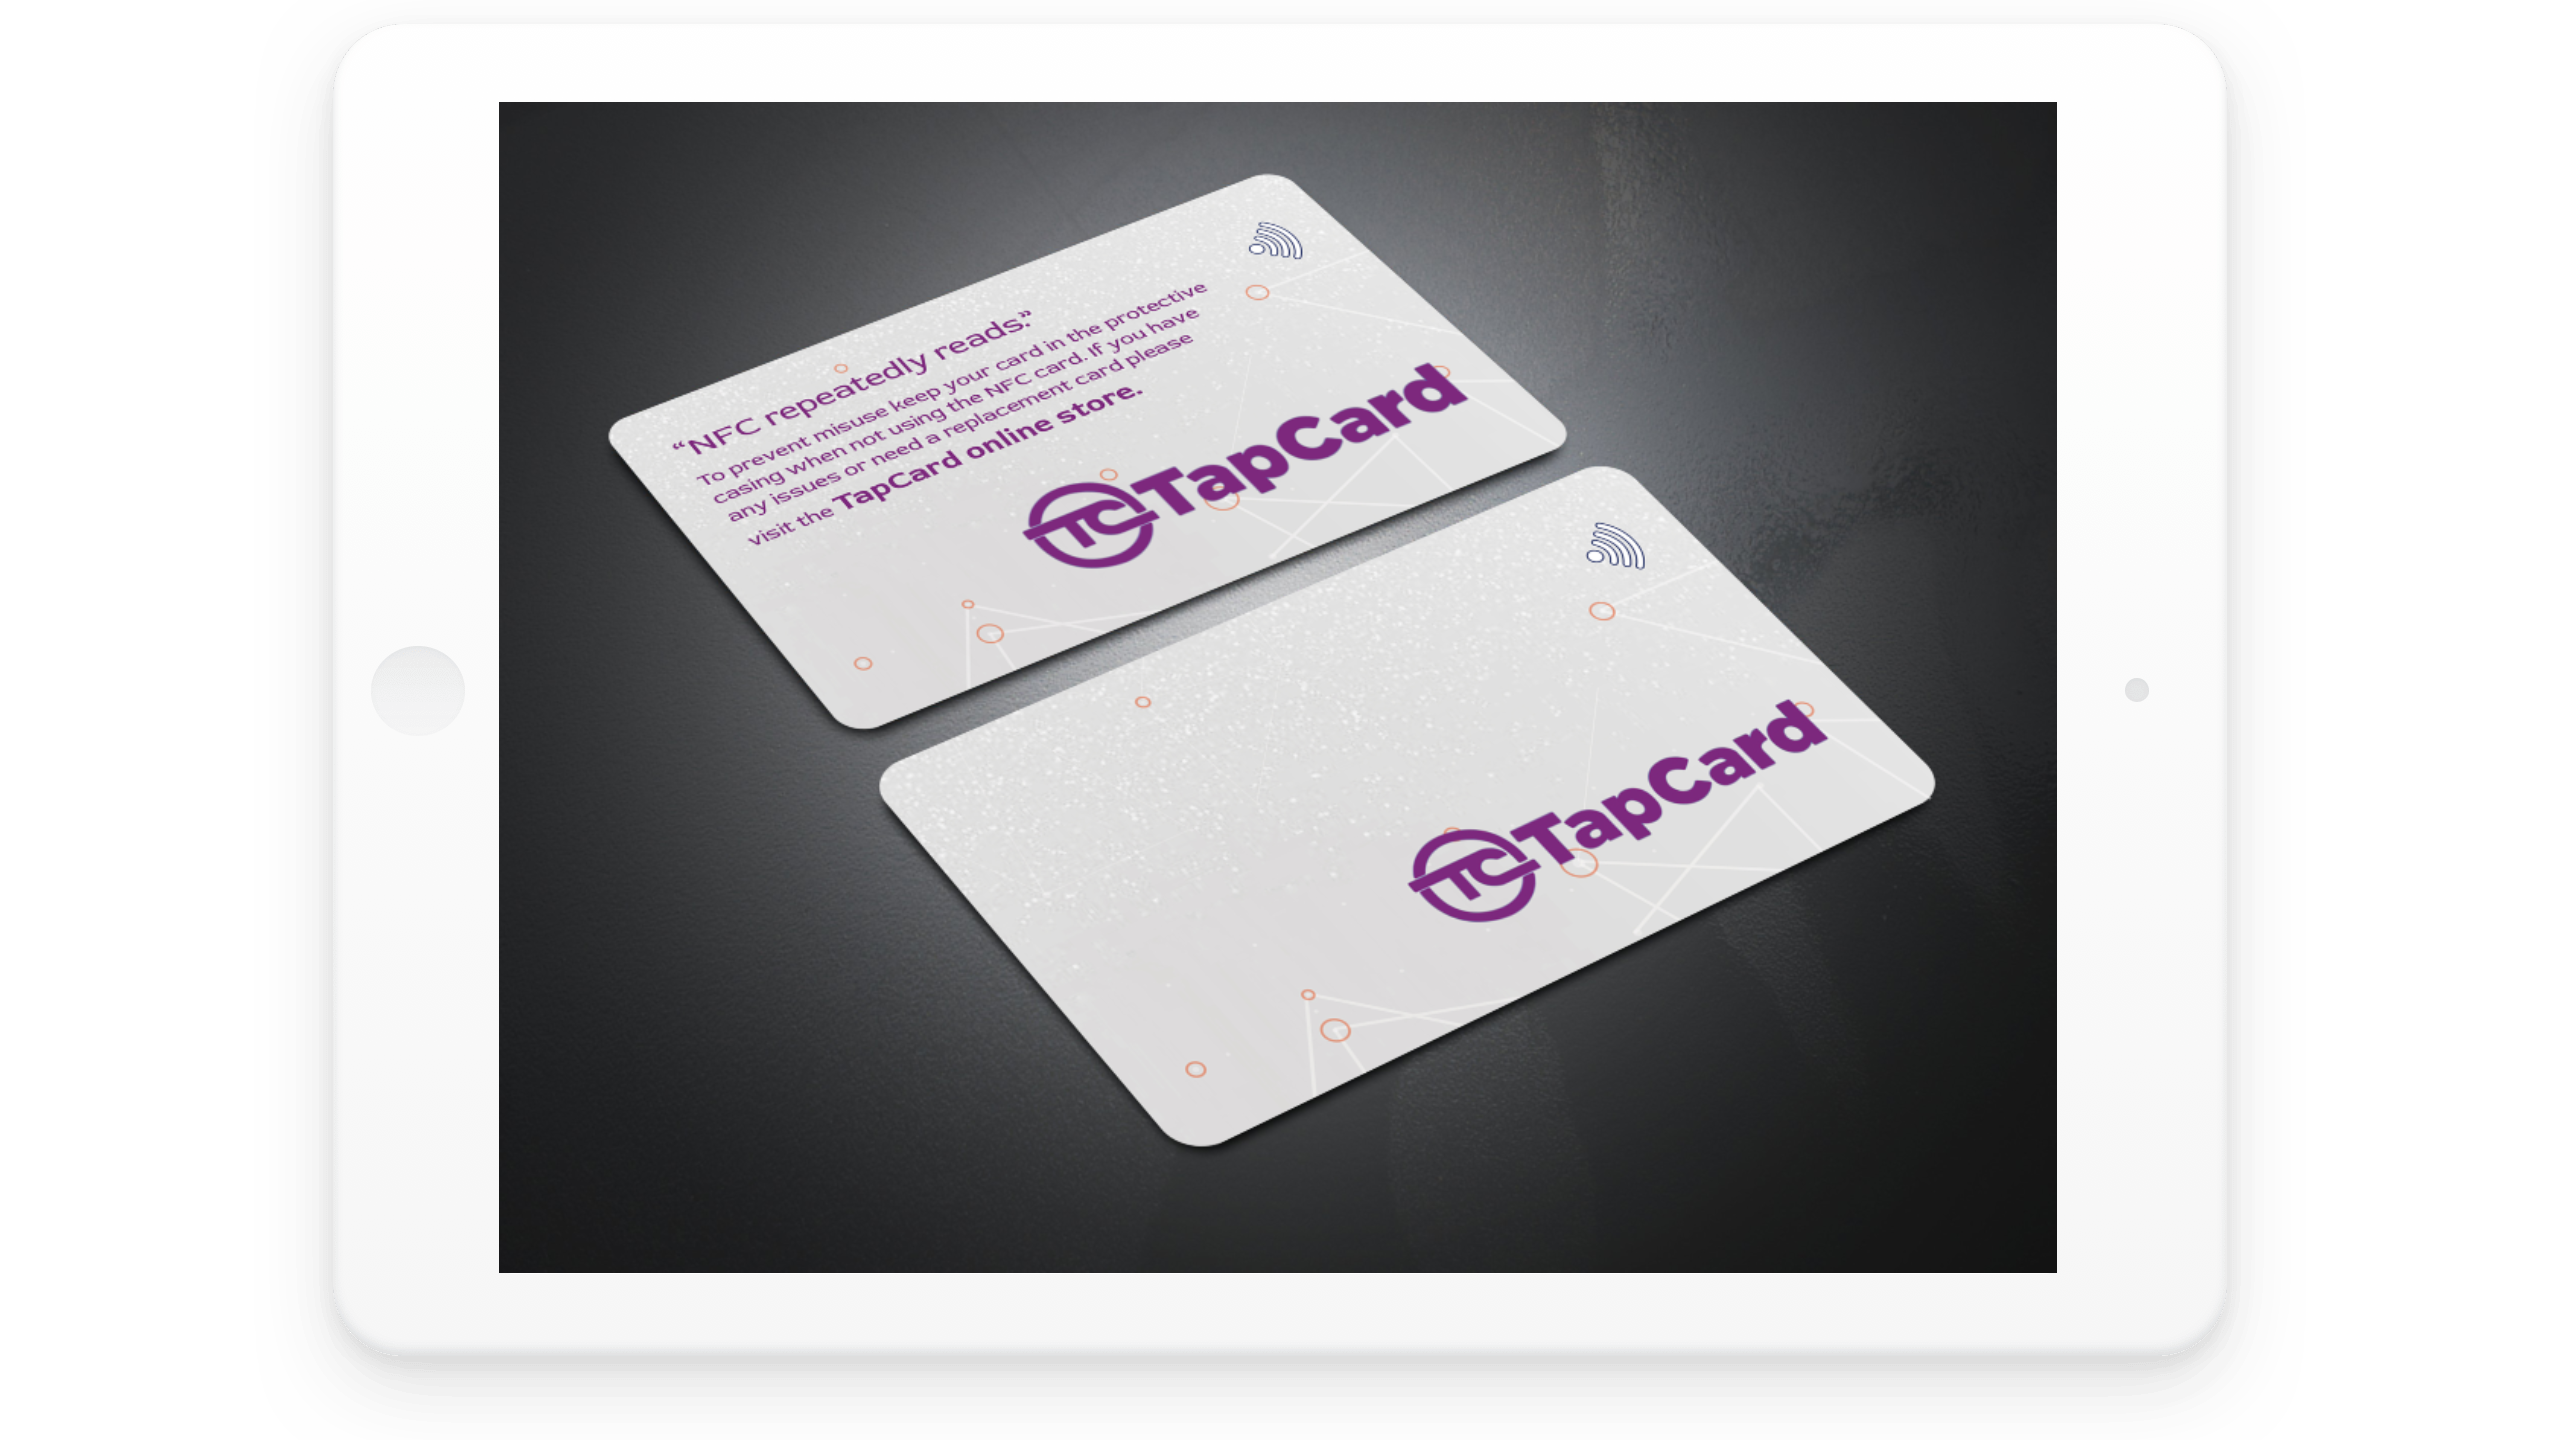 “NFC repeatedly reads.”
To prevent misuse keep your card in the protective
casing when not using the NFC card. If you have
any issues or need a replacement card please
visit the TapCard online store.
TC TapCard
TC TapCard